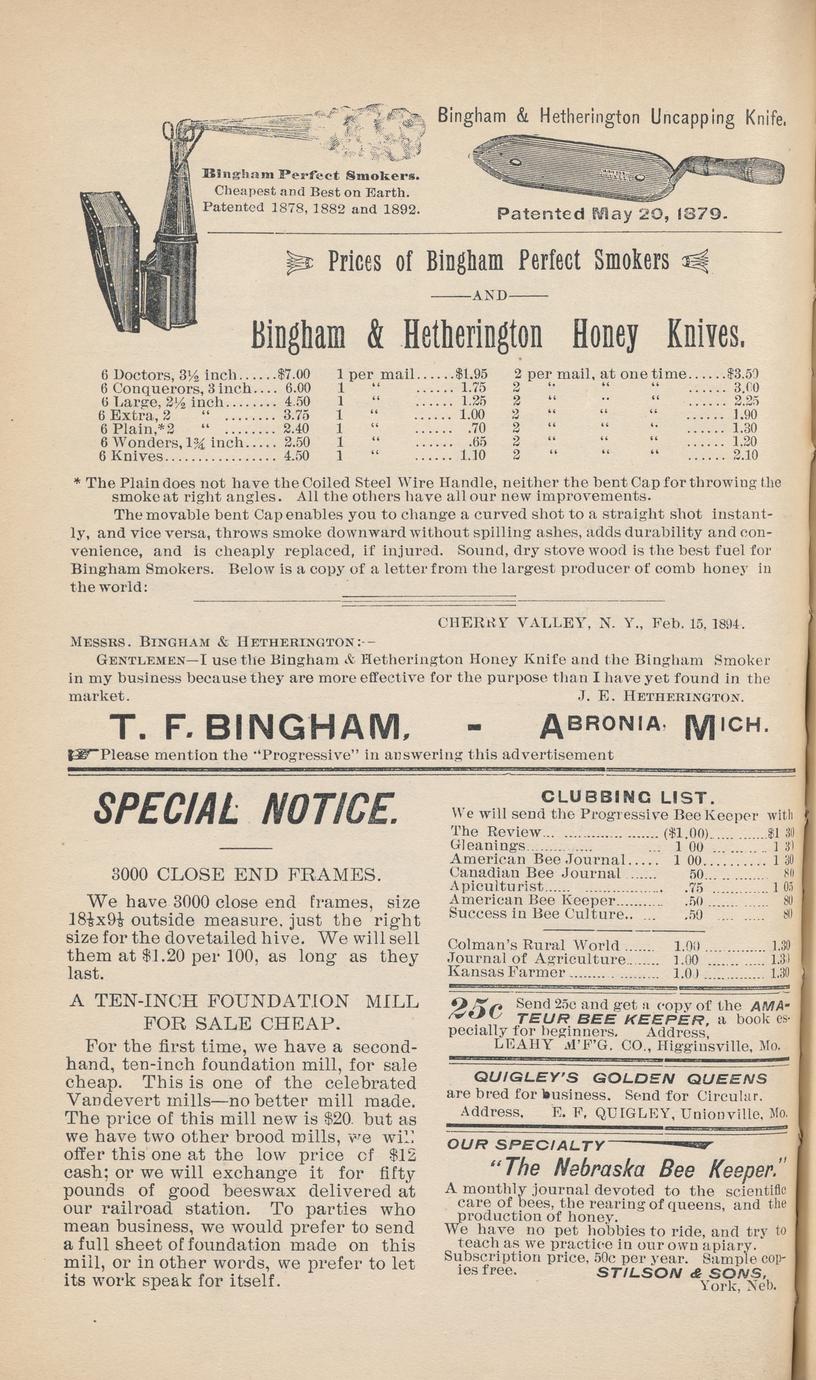 Bingham Perfect Smokers.
Cheapest and Best on Earth.
Patented 1878, 1882 and 1892.
Bingham & Hetherington Uncapping Knife.
Patented May 20, 1879.
Prices of Bingham Perfect Smokers
AND
Bingham & Hetherington Honey Knives.
6 Doctors, 3½ inch......$7.00 1 per mail......$1.95 2 per mail, at one time......$3.50
6 Conquerors, 3 inch.... 6.00 1 “ ...... 1.75 2 “ “ “ ...... 3.00
6 Large, 2½ inch........ 4.50 1 “ ...... 1.25 2 “ “ “ ...... 2.25
6 Extra, 2 “ ........ 3.75 1 “ ...... 1.00 2 “ “ “ ...... 1.90
6 Plain,* 2 “ ........ 2.40 1 “ ...... .70 2 “ “ “ ...... 1.30
6 Wonders, 1¾ inch..... 2.50 1 “ ...... .65 2 “ “ “ ...... 1.20
6 Knives................ 4.50 1 “ ...... 1.10 2 “ “ “ ...... 2.10
* The Plain does not have the Coiled Steel Wire Handle, neither the bent Cap for throwing the
smoke at right angles. All the others have all our new improvements.
The movable bent Cap enables you to change a curved shot to a straight shot instant-
ly, and vice versa, throws smoke downward without spilling ashes, adds durability and con-
venience, and is cheaply replaced, if injured. Sound, dry stove wood is the best fuel for
Bingham Smokers. Below is a copy of a letter from the largest producer of comb honey in
the world:
CHERRY VALLEY, N. Y., Feb. 15, 1894.
MESSRS. BINGHAM & HETHERINGTON:--
GENTLEMEN—I use the Bingham & Hetherington Honey Knife and the Bingham Smoker
in my business because they are more effective for the purpose than I have yet found in the
market. J. E. HETHERINGTON.
T. F. BINGHAM, - ABRONIA, MICH.
Please mention the "Progressive" in answering this advertisement
SPECIAL NOTICE.
3000 CLOSE END FRAMES.
We have 3000 close end frames, size
18⅛x9⅛ outside measure, just the right
size for the dovetailed hive. We will sell
them at $1.20 per 100, as long as they
last.
A TEN-INCH FOUNDATION MILL
FOR SALE CHEAP.
For the first time, we have a second-
hand, ten-inch foundation mill, for sale
cheap. This is one of the celebrated
Vandevert mills—no better mill made.
The price of this mill new is $20. but as
we have two other brood mills, we will
offer this one at the low price of $12
cash; or we will exchange it for fifty
pounds of good beeswax delivered at
our railroad station. To parties who
mean business, we would prefer to send
a full sheet of foundation made on this
mill, or in other words, we prefer to let
its work speak for itself.
CLUBBING LIST.
We will send the Progressive Bee Keeper with
The Review... ................... ($1.00)............$1 30
Gleanings.............. ... 1 00 ........... 1 30
American Bee Journal..... 1 00.......... 1 30
Canadian Bee Journal ...... 50........... 80
Apiculturist...... .................. .75 ............ 1 05
American Bee Keeper........... .50 ........... 80
Success in Bee Culture.. ... .50 .... ..... 80
Colman's Rural World ....... 1.00 ............ 1.30
Journal of Agriculture........ 1.00 ............ 1.30
Kansas Farmer ................... 1.00 ............ 1.30
25c Send 25c and get a copy of the AMA-
TEUR BEE KEEPER, a book es-
pecially for beginners. Address,
LEAHY M'F'G. CO., Higginsville, Mo.
QUIGLEY'S GOLDEN QUEENS
are bred for business. Send for Circular.
Address, E. F. QUIGLEY, Unionville, Mo.
OUR SPECIALTY
"The Nebraska Bee Keeper."
A monthly journal devoted to the scientific
care of bees, the rearing of queens, and the
production of honey.
We have no pet hobbies to ride, and try to
teach as we practice in our own apiary.
Subscription price, 50c per year. Sample cop-
ies free. STILSON & SONS,
York, Neb.